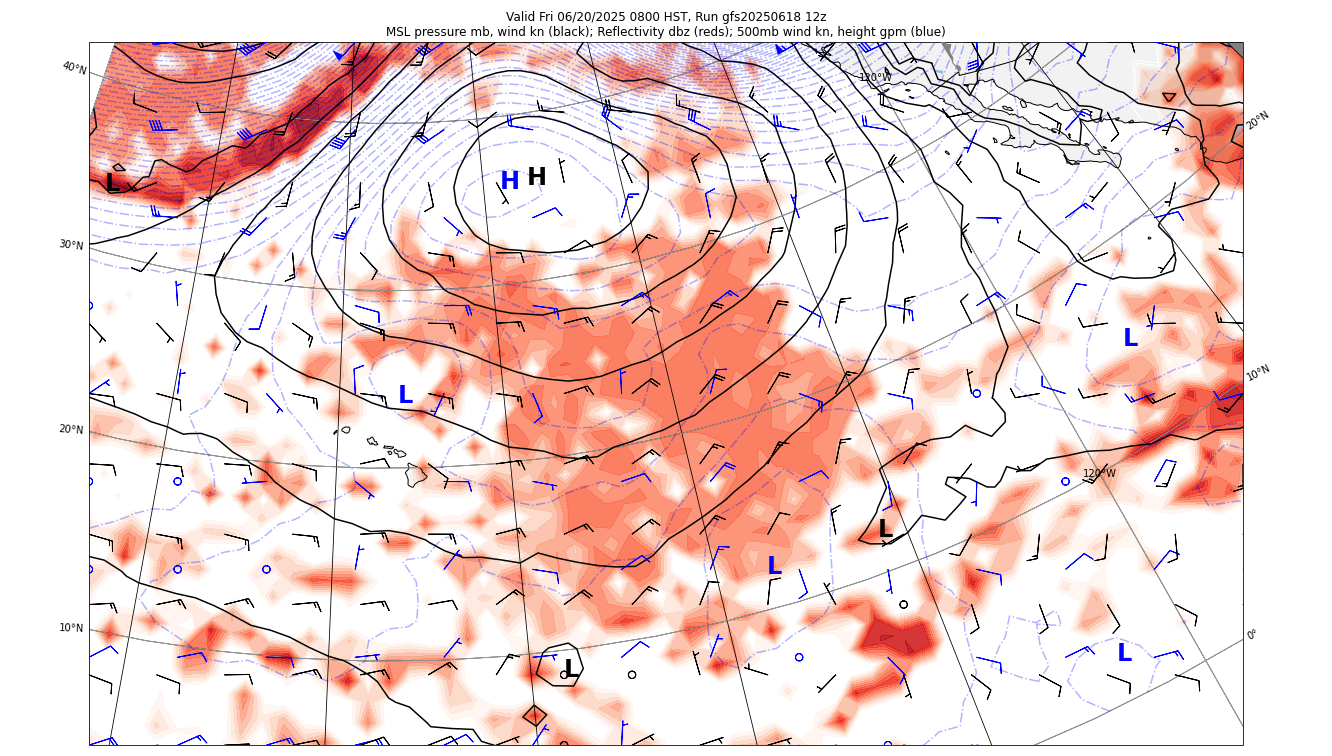 Valid Fri 06/20/2025 0800 HST, Run gfs20250618 12z
MSL pressure mb, wind kn (black); Reflectivity dbz (reds); 500mb wind kn, height gpm (blue)
40°N
120°W
20°N
H H
L
30°N
L
10°N
L
20°N
120°W
L
L
10°N
0°
L
L